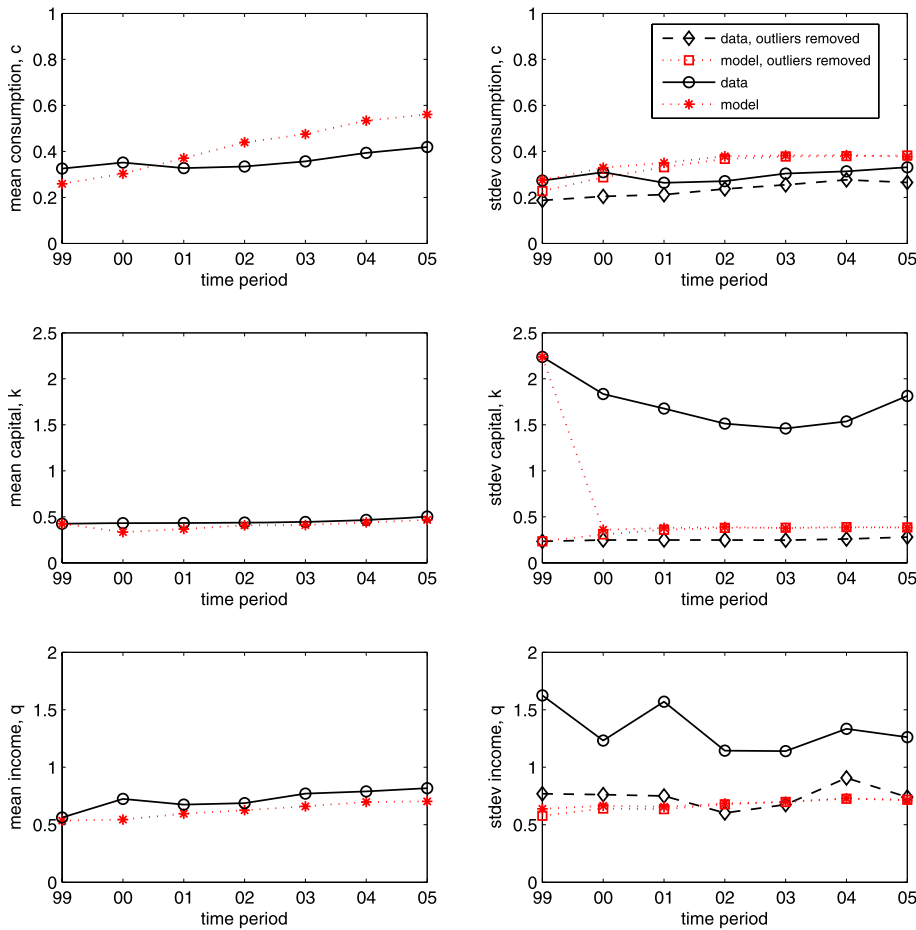 mean consumption, c
1
0.8
0.6
0.4
0.2
0
99 00 01 02 03 04 05
time period
stdev consumption, c
1
0.8
0.6
0.4
0.2
0
99 00 01 02 03 04 05
time period
data, outliers removed
model, outliers removed
data
model
mean capital, k
2.5
2
1.5
1
0.5
0
99 00 01 02 03 04 05
time period
stdev capital, k
2.5
2
1.5
1
0.5
0
99 00 01 02 03 04 05
time period
mean income, q
2
1.5
1
0.5
0
99 00 01 02 03 04 05
time period
stdev income, q
2
1.5
1
0.5
0
99 00 01 02 03 04 05
time period